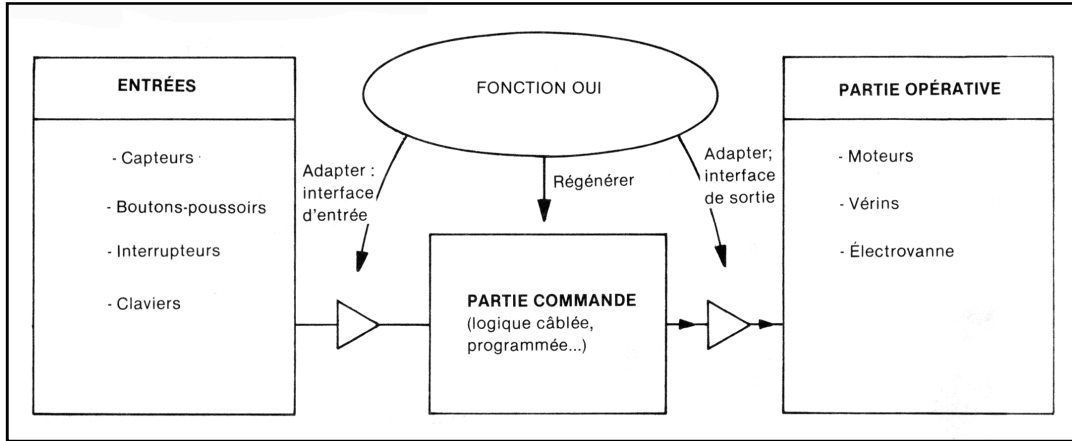 ENTRÉES
- Capteurs
- Boutons-poussoirs
- Interrupteurs
- Claviers
FONCTION OUI
Adapter :
interface
d'entrée
Régénérer
Adapter;
interface
de sortie
PARTIE COMMANDE
(logique câblée,
programmée...)
PARTIE OPÉRATIVE
- Moteurs
- Vérins
- Électrovanne